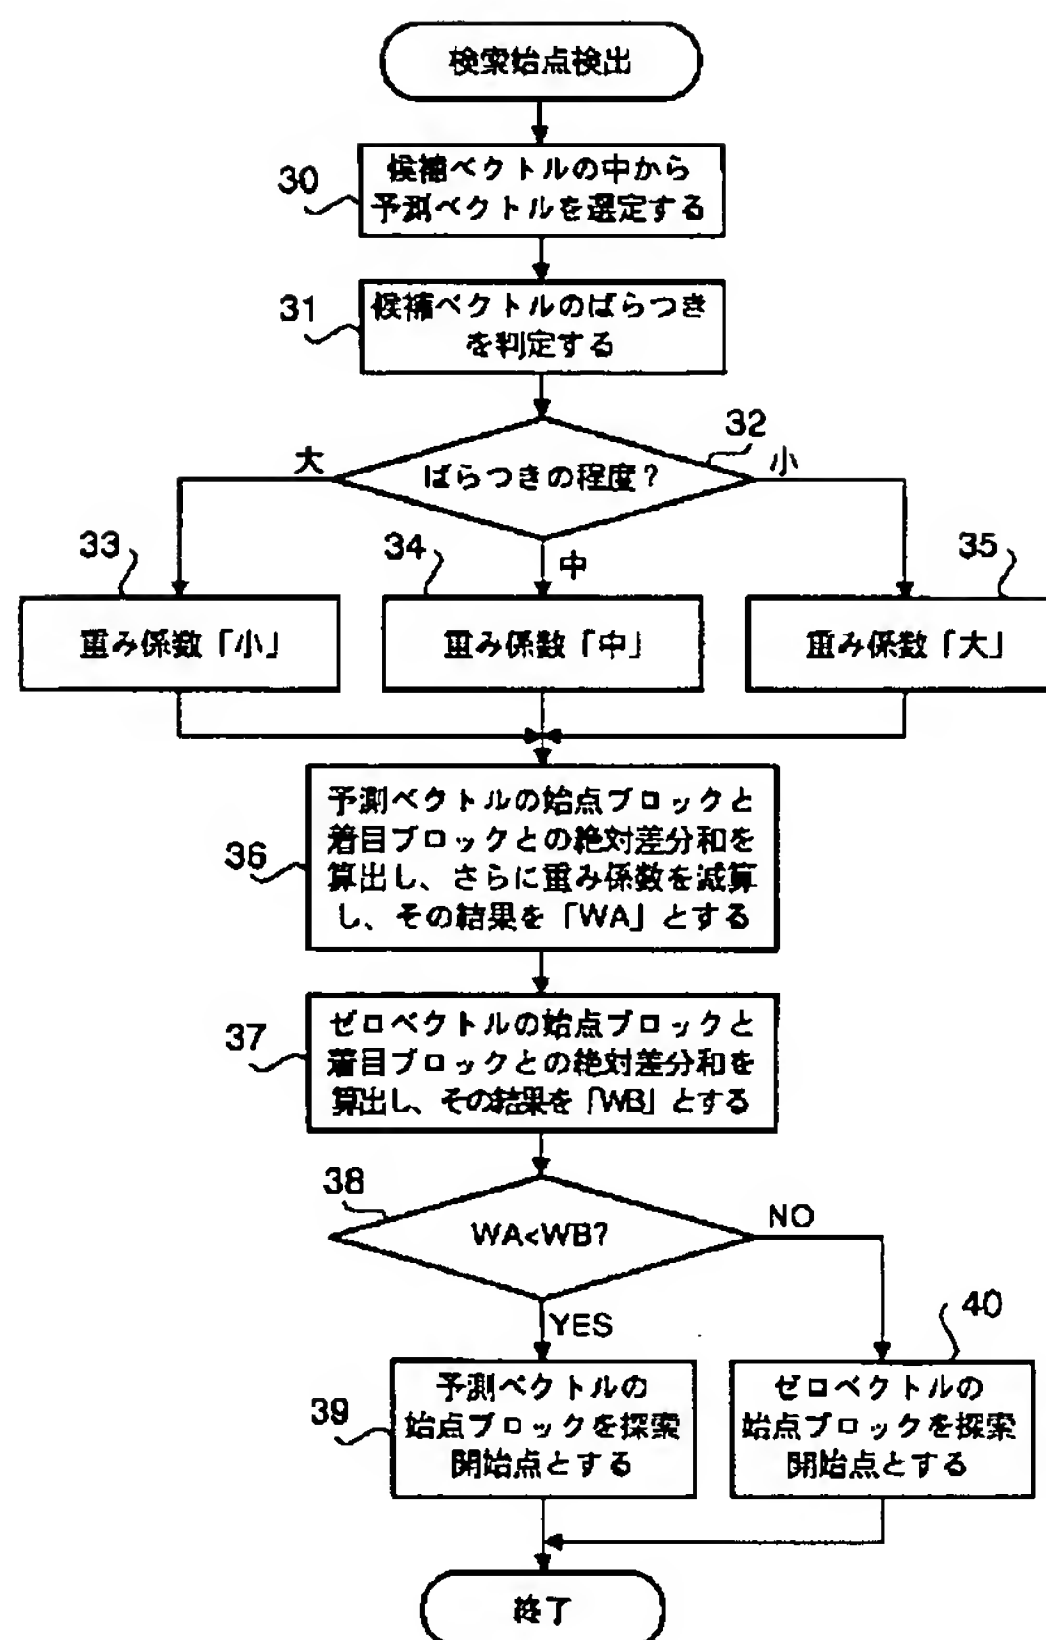 検索始点検出
30
候補ベクトルの中から
予測ベクトルを選定する
31
候補ベクトルのばらつき
を判定する
32
大
ばらつきの程度？
小
中
33
34
35
重み係数「小」
重み係数「中」
重み係数「大」
36
予測ベクトルの始点ブロックと
着目ブロックとの絶対差分和を
算出し、さらに重み係数を減算
し、その結果を「WA」とする
37
ゼロベクトルの始点ブロックと
着目ブロックとの絶対差分和を
算出し、その結果を「WB」とする
38
WA<WB?
NO
YES
39
予測ベクトルの
始点ブロックを探索
開始点とする
40
ゼロベクトルの
始点ブロックを探索
開始点とする
終了